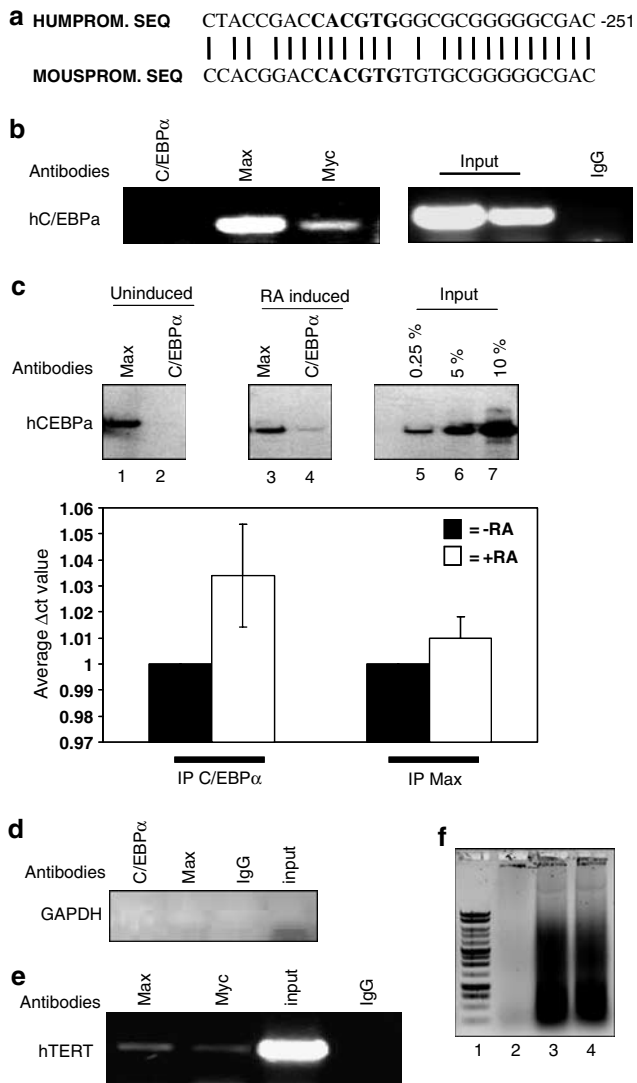 a
HUMPROM. SEQ CTACCGACCACGTGGGCGCGGGGGCGAC -251
MOUSPROM. SEQ CCACGGACCACGTGTGTGCGGGGGCGAC
b
Antibodies C/EBPα Max Myc Input IgG
hC/EBPa
c
Uninduced RA induced Input
Antibodies Max C/EBPα Max C/EBPα 0.25 % 5 % 10 %
hCEBPa
1 2 3 4 5 6 7
Average Δct value
1.06
1.05
1.04
1.03
1.02
1.01
1
0.99
0.98
0.97
= -RA
= +RA
IP C/EBPα IP Max
d
Antibodies C/EBPα Max IgG input
GAPDH
e
Antibodies Max Myc input IgG
hTERT
f
1 2 3 4